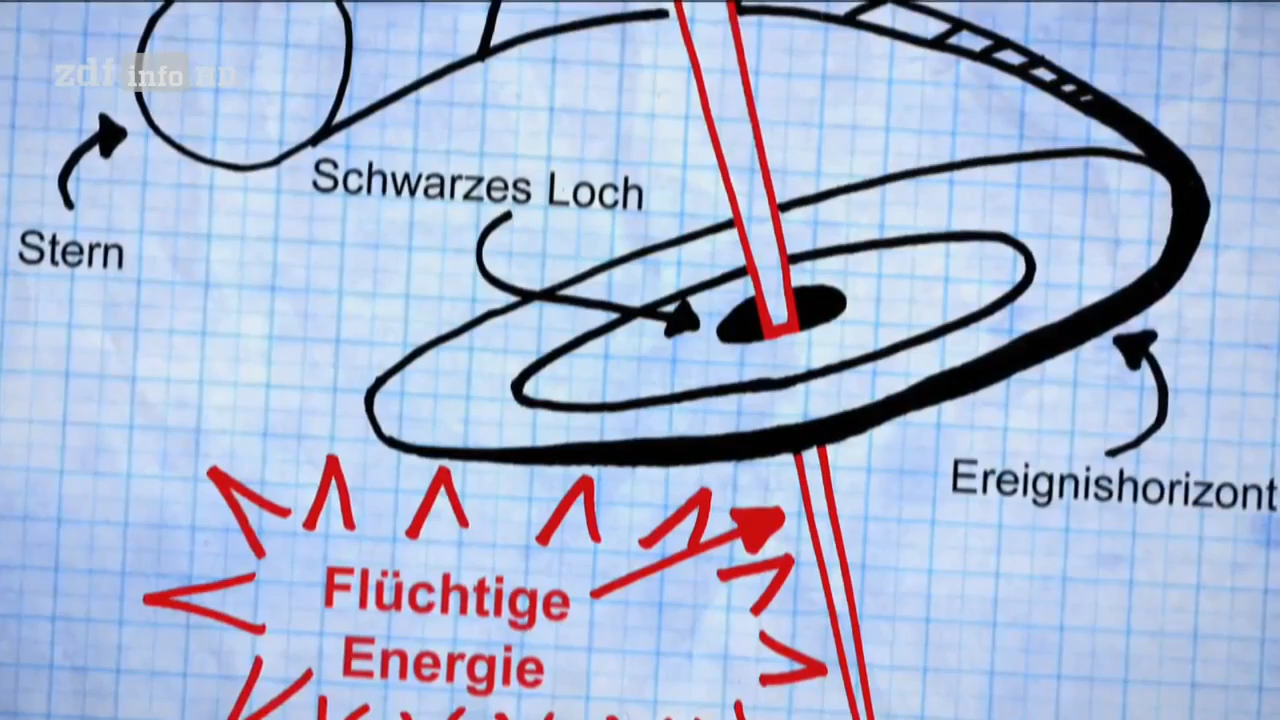 zdf info HD
Schwarzes Loch
Stern
Ereignishorizont
Flüchtige
Energie